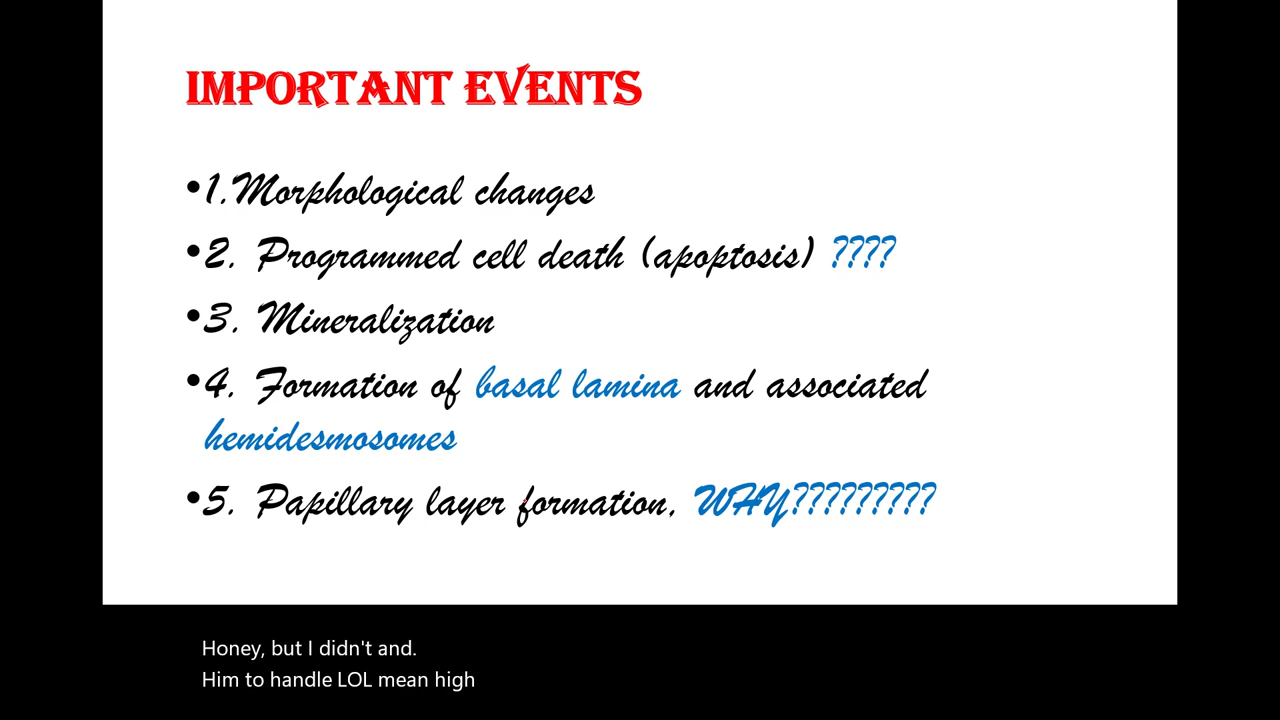 IMPORTANT EVENTS
•1.Morphological changes
•2. Programmed cell death (apoptosis) ????
•3. Mineralization
•4. Formation of basal lamina and associated
hemidesmosomes
•5. Papillary layer formation, WHY?????????
Honey, but I didn't and.
Him to handle LOL mean high